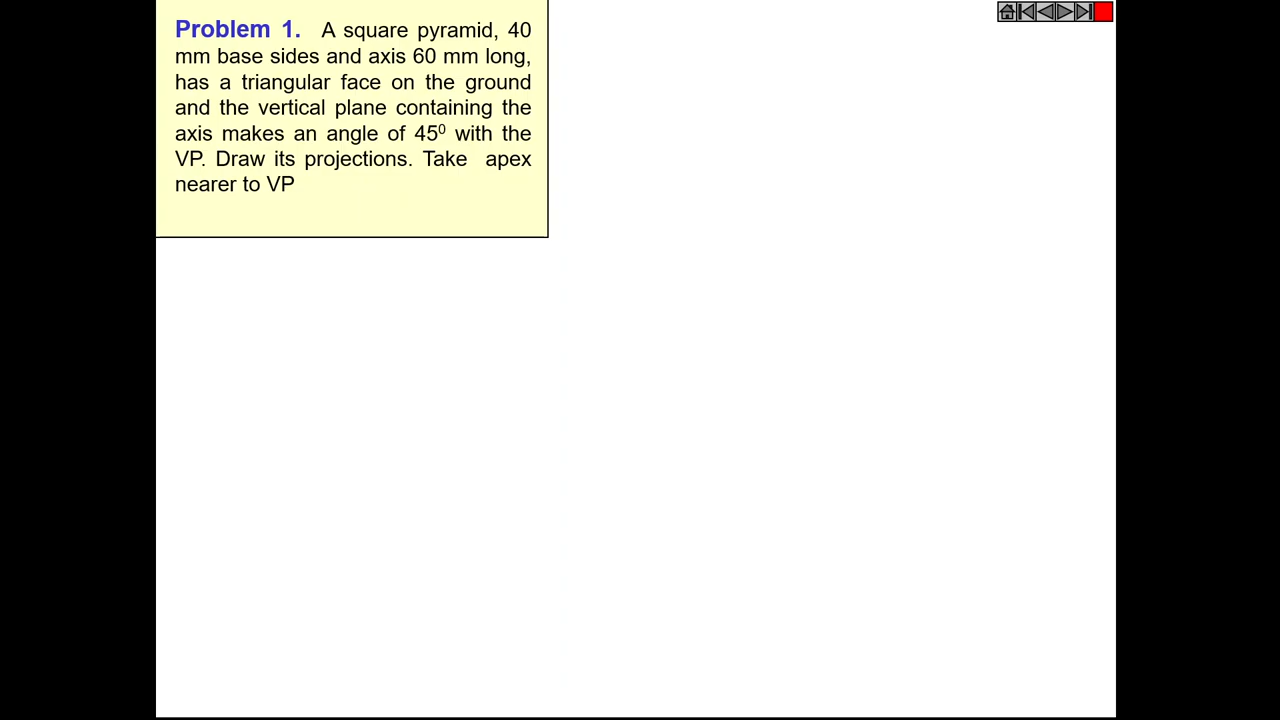 Problem 1. A square pyramid, 40
mm base sides and axis 60 mm long,
has a triangular face on the ground
and the vertical plane containing the
axis makes an angle of 45⁰ with the
VP. Draw its projections. Take apex
nearer to VP